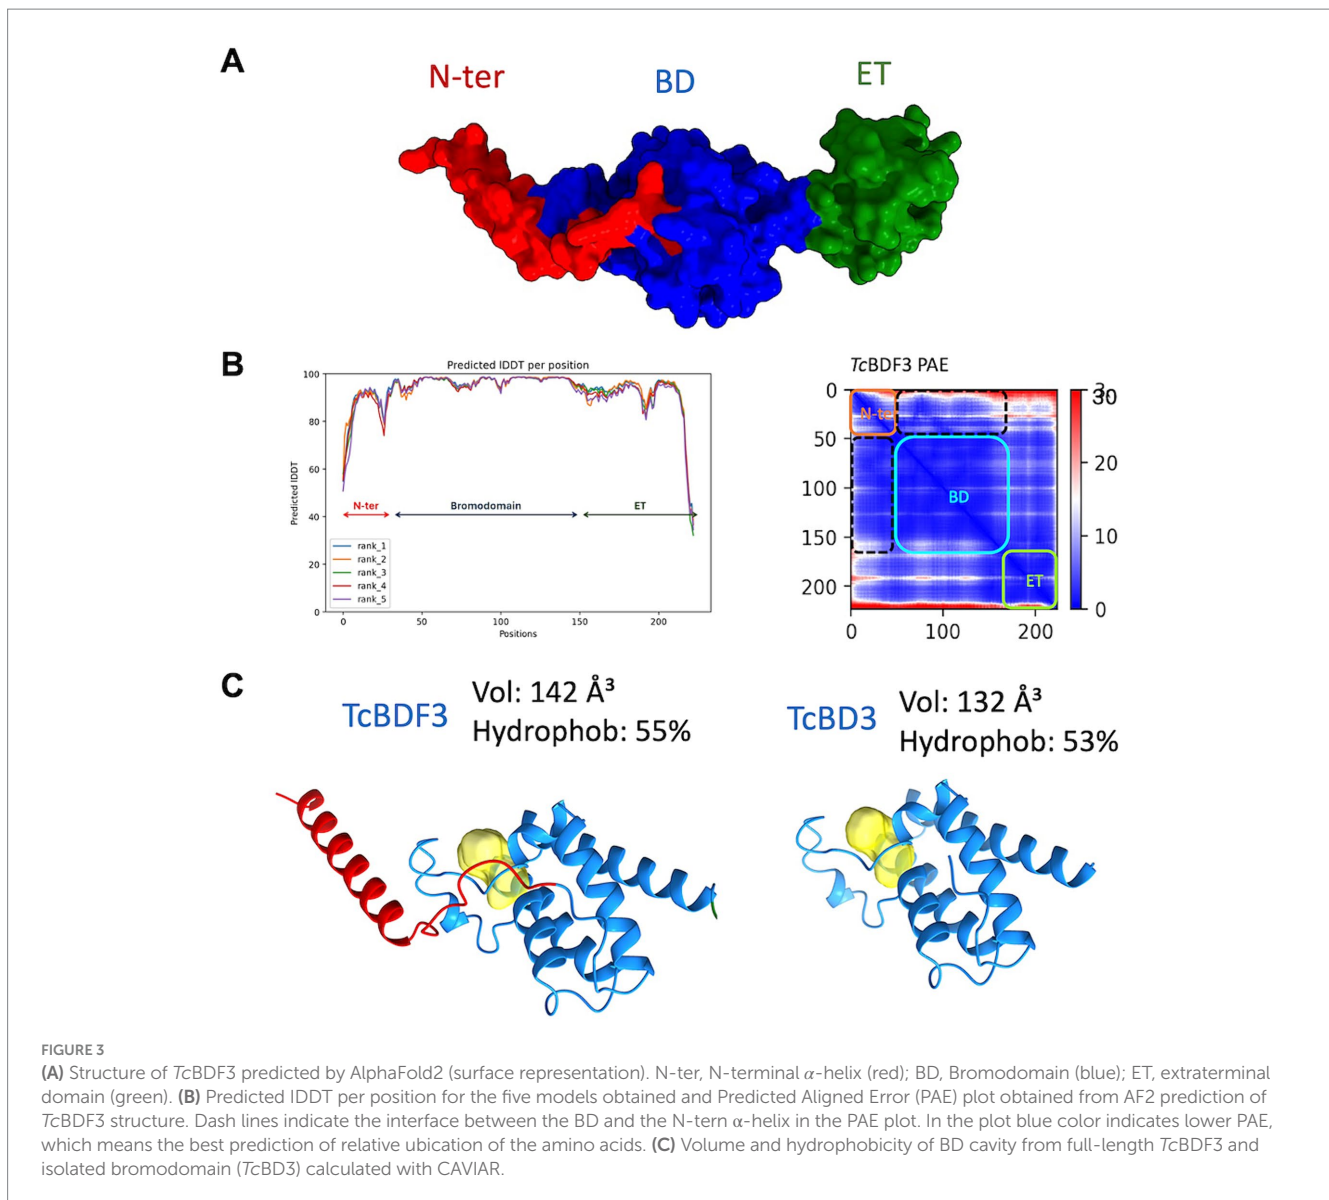 A
N-ter
BD
ET
B
Predicted lDDT per position
Predicted lDDT
100
80
60
40
20
0
N-ter
Bromodomain
ET
rank_1
rank_2
rank_3
rank_4
rank_5
0
50
100
150
200
Positions
TcBDF3 PAE
0
50
100
150
200
N-ter
BD
ET
0
100
200
30
20
10
0
C
TcBDF3
Vol: 142 Å³
Hydrophob: 55%
TcBD3
Vol: 132 Å³
Hydrophob: 53%
FIGURE 3
(A) Structure of TcBDF3 predicted by AlphaFold2 (surface representation). N-ter, N-terminal α-helix (red); BD, Bromodomain (blue); ET, extraterminal
domain (green). (B) Predicted lDDT per position for the five models obtained and Predicted Aligned Error (PAE) plot obtained from AF2 prediction of
TcBDF3 structure. Dash lines indicate the interface between the BD and the N-tern α-helix in the PAE plot. In the plot blue color indicates lower PAE,
which means the best prediction of relative ubication of the amino acids. (C) Volume and hydrophobicity of BD cavity from full-length TcBDF3 and
isolated bromodomain (TcBD3) calculated with CAVIAR.